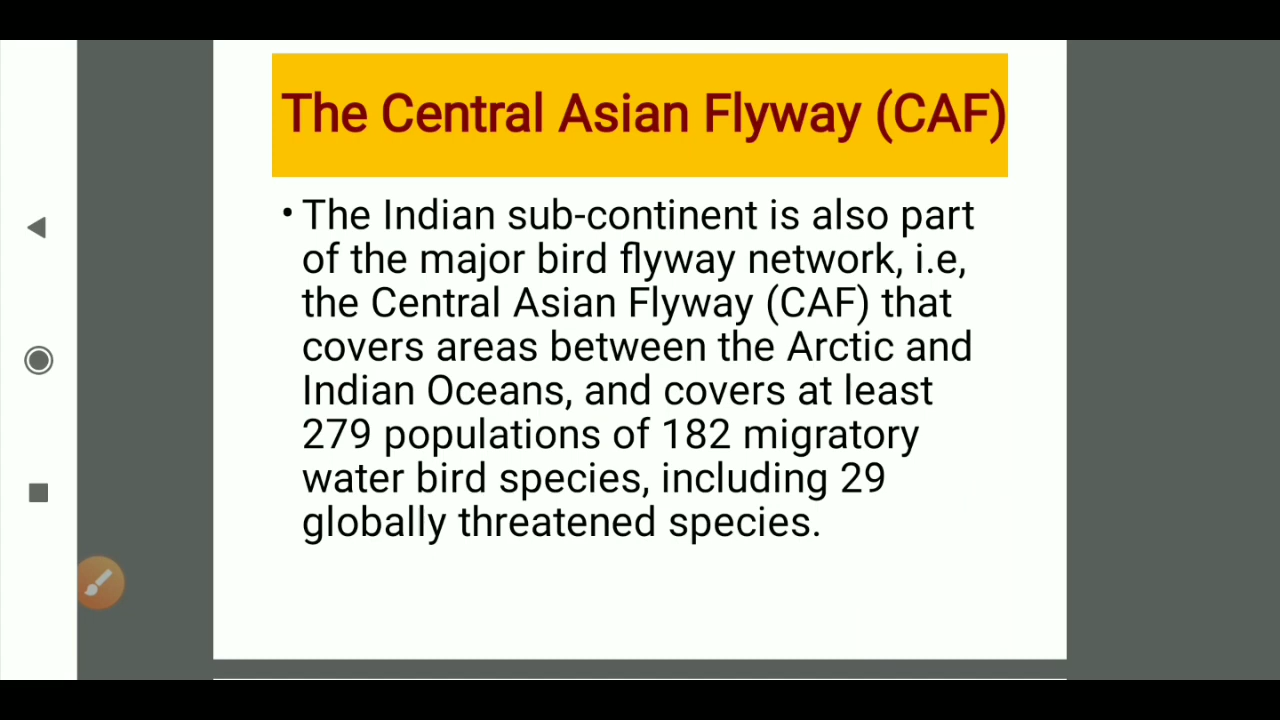 The Central Asian Flyway (CAF)
• The Indian sub-continent is also part
of the major bird flyway network, i.e,
the Central Asian Flyway (CAF) that
covers areas between the Arctic and
Indian Oceans, and covers at least
279 populations of 182 migratory
water bird species, including 29
globally threatened species.